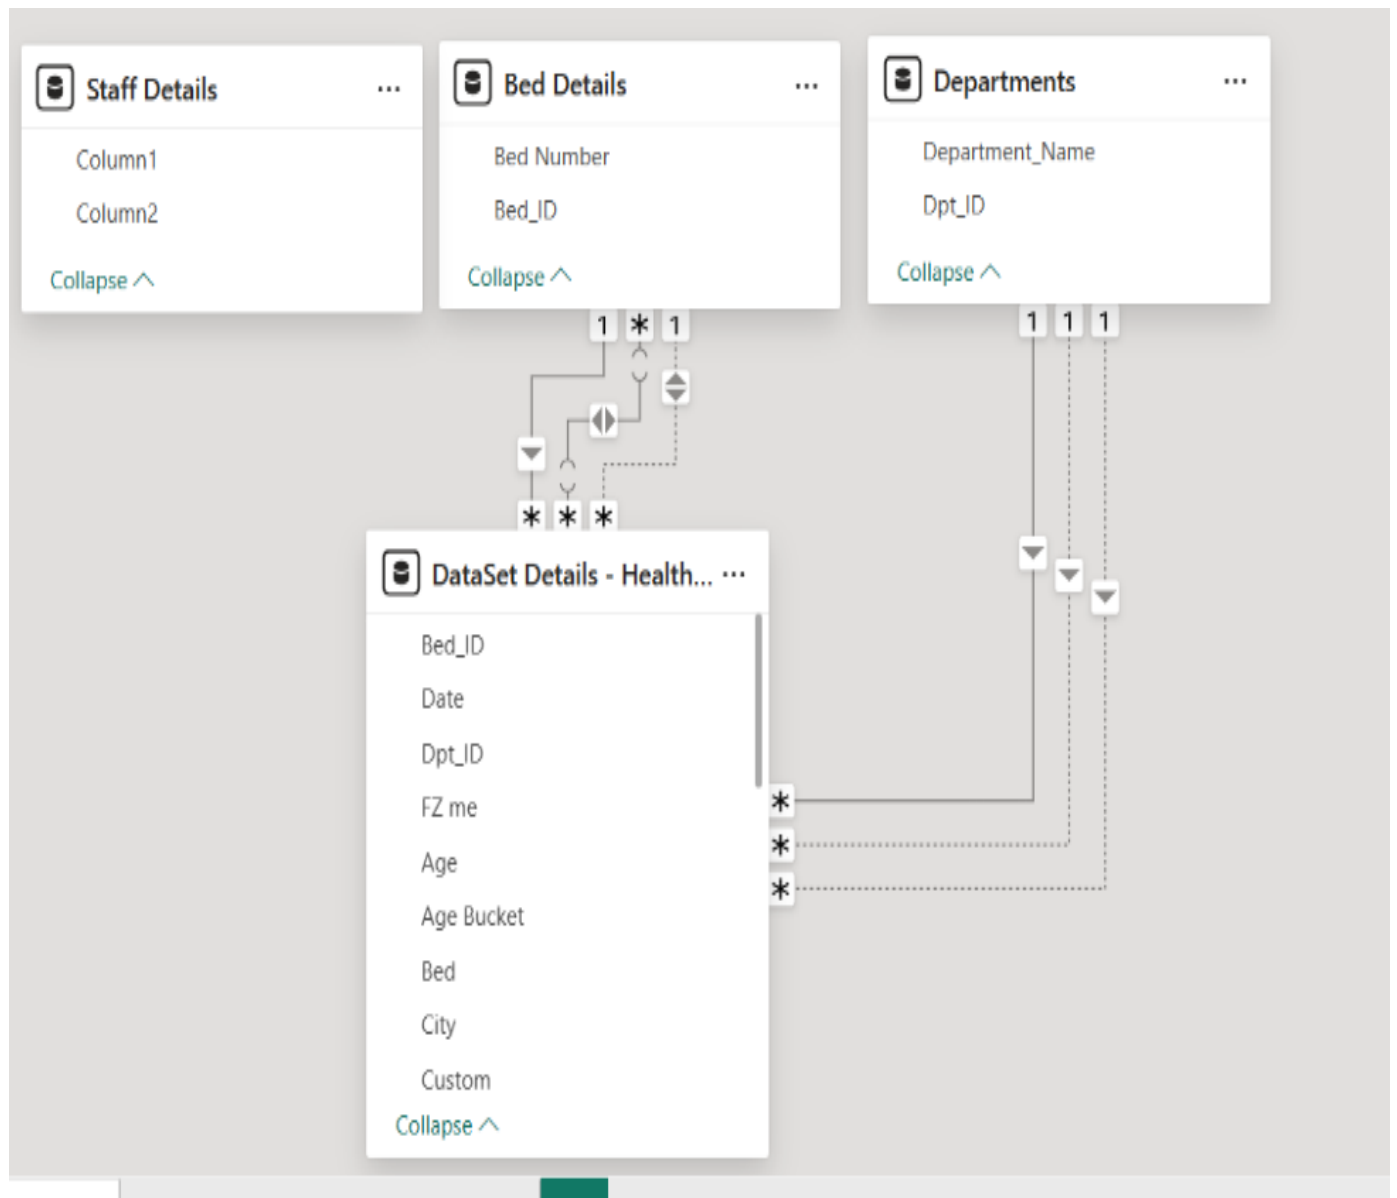 Staff Details ...
Column1
Column2
Collapse
Bed Details ...
Bed Number
Bed_ID
Collapse
Departments ...
Department_Name
Dpt_ID
Collapse
1 * 1
1 1 1
* * *
DataSet Details - Health... ...
Bed_ID
Date
Dpt_ID
FZ me
Age
Age Bucket
Bed
City
Custom
Collapse
*
*
*